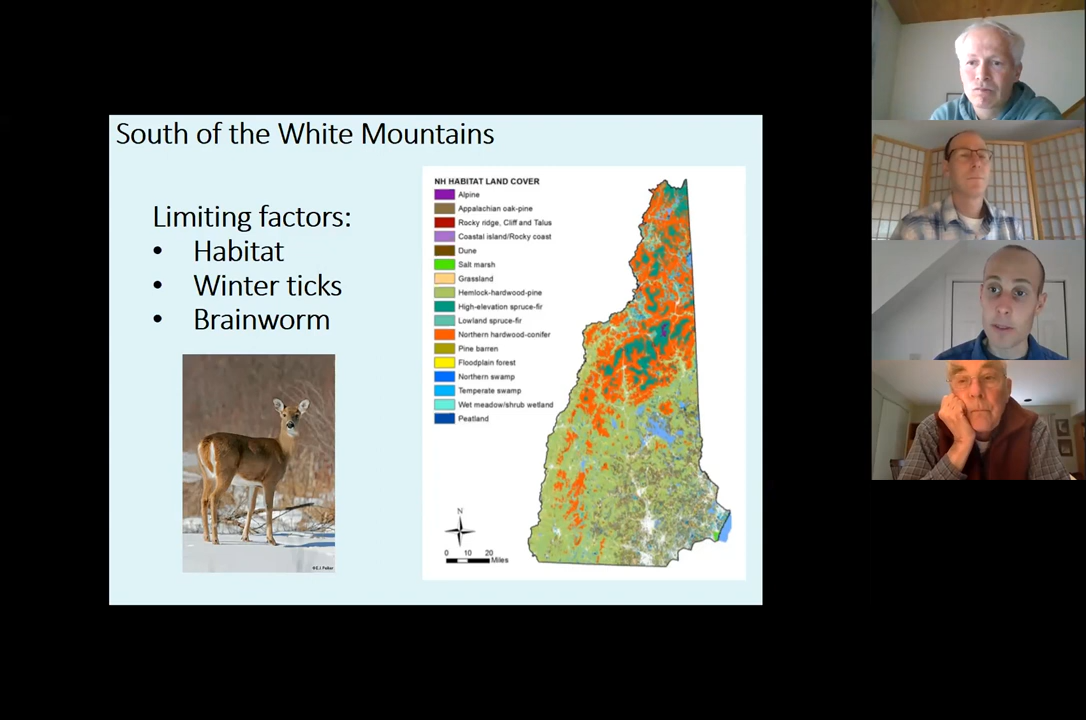 South of the White Mountains
Limiting factors:
• Habitat
• Winter ticks
• Brainworm
NH HABITAT LAND COVER
Alpine
Appalachian oak-pine
Rocky ridge, Cliff and Talus
Coastal island/Rocky coast
Dune
Salt marsh
Grassland
Hemlock-hardwood-pine
High-elevation spruce-fir
Lowland spruce-fir
Northern hardwood-conifer
Pine barren
Floodplain forest
Northern swamp
Temperate swamp
Wet meadow/shrub wetland
Peatland
N
0 10 20
Miles